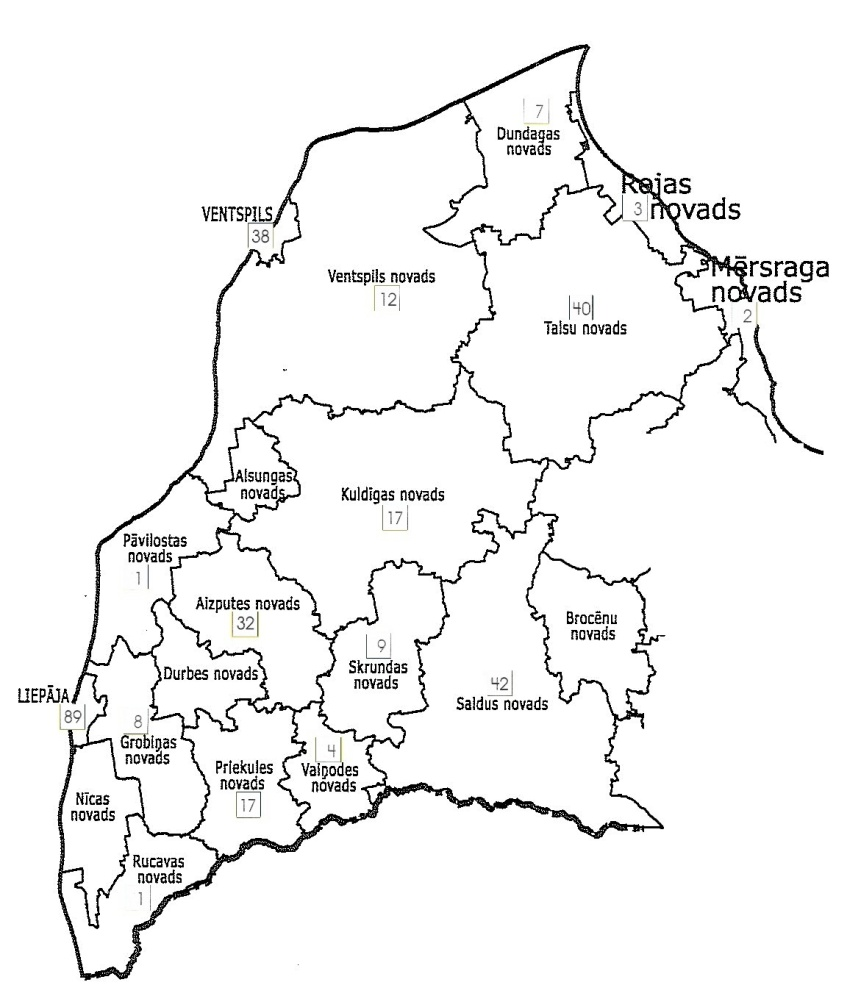 7
Dundagas
novads
Rojas
3 novads
VENTSPILS
38
Mērsraga
novads
2
Ventspils novads
12
40
Talsu novads
Alsungas
novads
Kuldīgas novads
17
Pāvilostas
novads
1
Aizputes novads
32
Brocēnu
novads
9
Skrundas
novads
Durbes novads
42
Saldus novads
LIEPĀJA
89
8
Grobiņas
novads
4
Vaiņodes
novads
Priekules
novads
17
Nīcas
novads
Rucavas
novads
1